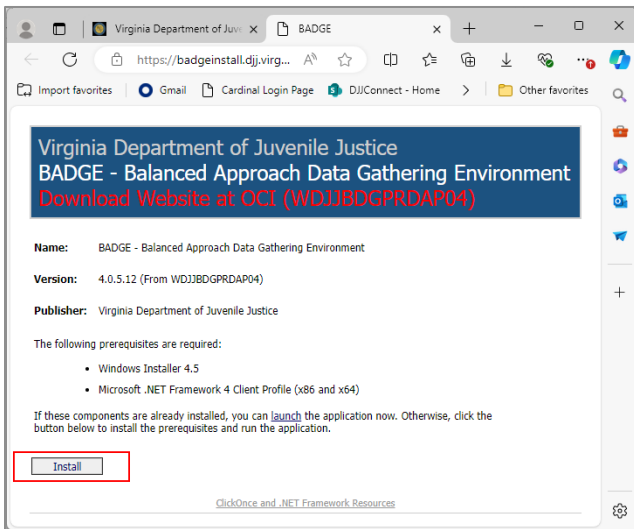 Virginia Department of Juve
BADGE
https://badgeinstall.djj.virg...
Import favorites
Gmail
Cardinal Login Page
DJJConnect - Home
Other favorites
Virginia Department of Juvenile Justice
BADGE - Balanced Approach Data Gathering Environment
Download Website at OCI (WDJJBDGPRDAP04)
Name: BADGE - Balanced Approach Data Gathering Environment
Version: 4.0.5.12 (From WDJJBDGPRDAP04)
Publisher: Virginia Department of Juvenile Justice
The following prerequisites are required:
• Windows Installer 4.5
• Microsoft .NET Framework 4 Client Profile (x86 and x64)
If these components are already installed, you can launch the application now. Otherwise, click the
button below to install the prerequisites and run the application.
Install
ClickOnce and .NET Framework Resources